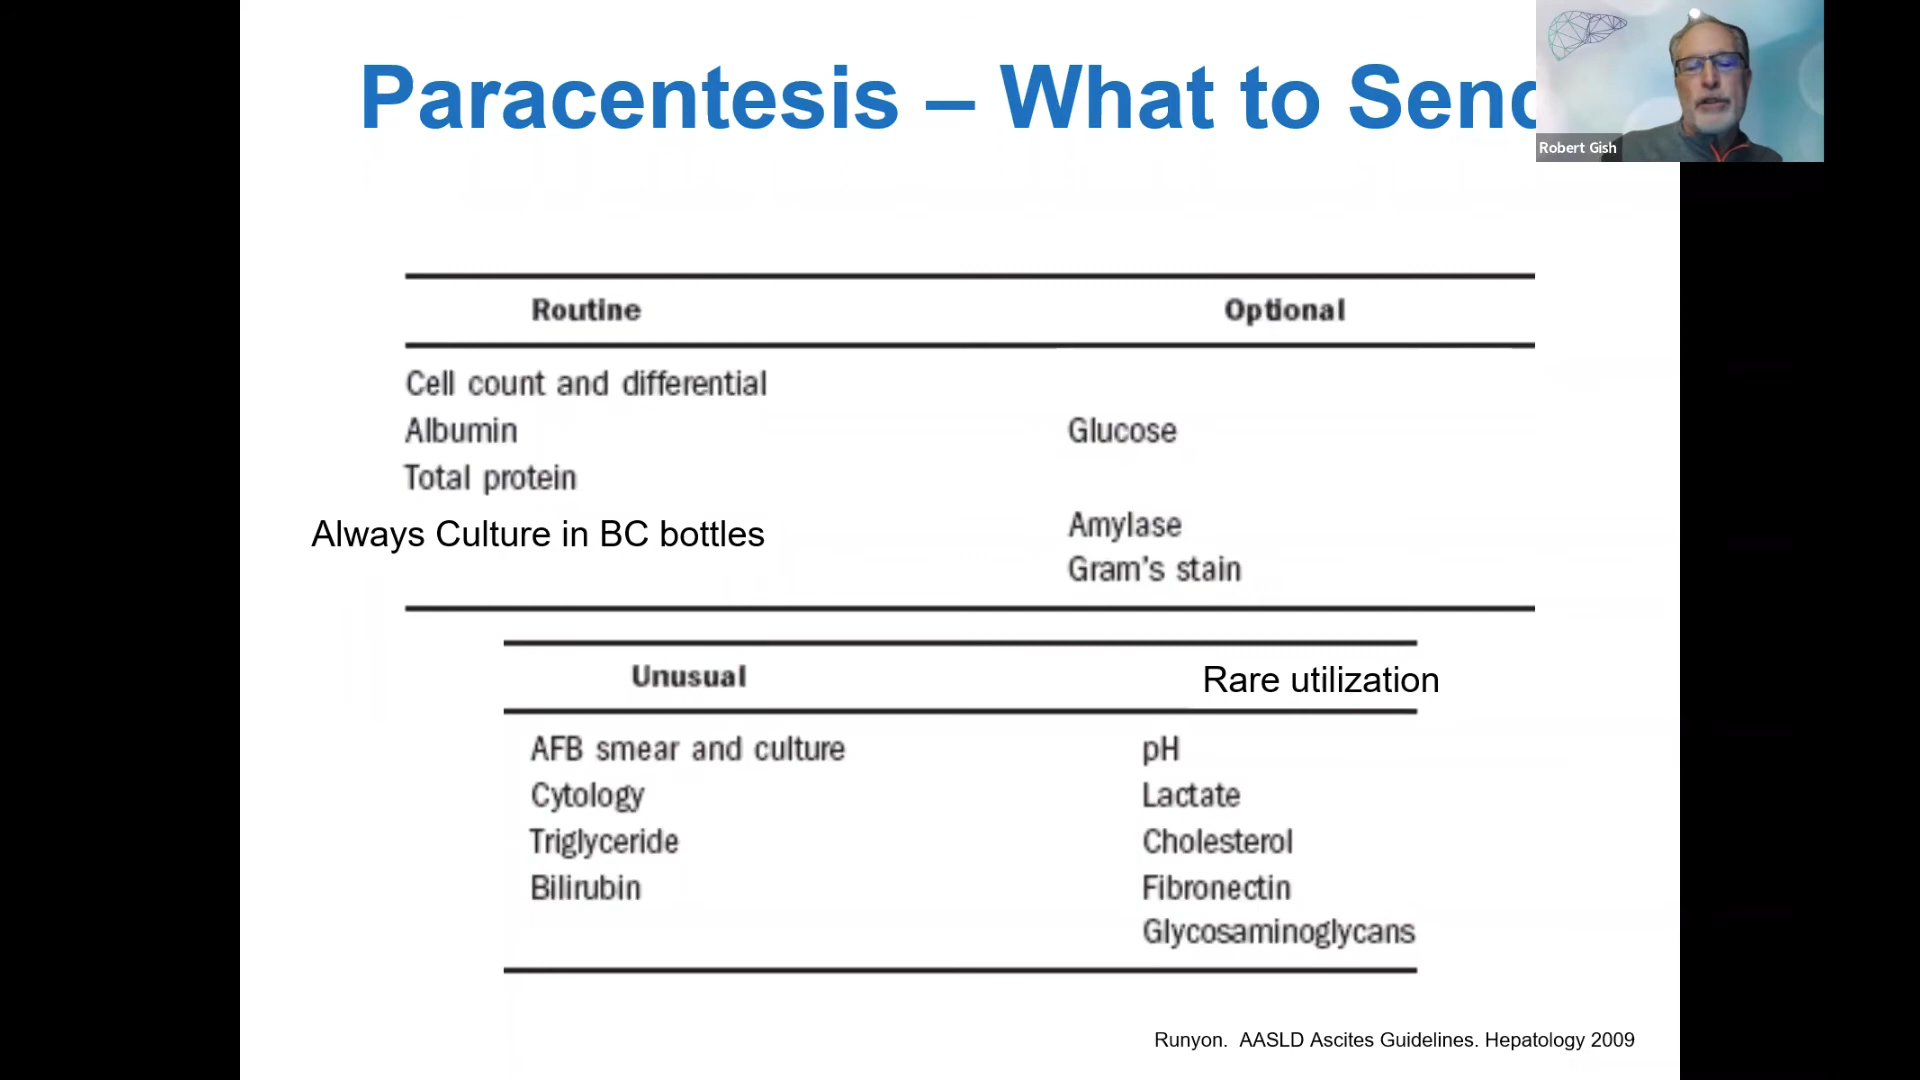 Paracentesis – What to Send
Robert Gish
Routine Optional
Cell count and differential
Albumin Glucose
Total protein
Amylase
Always Culture in BC bottles
Gram's stain
Unusual Rare utilization
AFB smear and culture pH
Cytology Lactate
Triglyceride Cholesterol
Bilirubin Fibronectin
Glycosaminoglycans
Runyon. AASLD Ascites Guidelines. Hepatology 2009